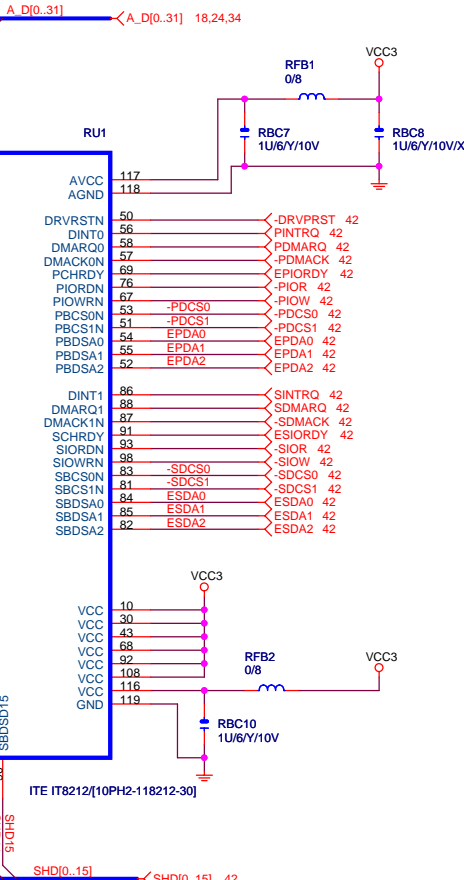 A_D[0..31]
A_D[0..31] 18,24,34
VCC3
RFB1
0/8
RU1
RBC7
1U/6/Y/10V
RBC8
1U/6/Y/10V/X
AVCC 117
AGND 118
DRVRSTN 50 -DRVPRST 42
DINT0 56 PINTRQ 42
DMARQ0 58 PDMARQ 42
DMACK0N 57 -PDMACK 42
PCHRDY 69 EPIORDY 42
PIORDN 76 -PIOR 42
PIOWRN 67 -PIOW 42
PBCS0N 53 -PDCS0 -PDCS0 42
PBCS1N 51 -PDCS1 -PDCS1 42
PBDSA0 54 EPDA0 EPDA0 42
PBDSA1 55 EPDA1 EPDA1 42
PBDSA2 52 EPDA2 EPDA2 42
DINT1 86 SINTRQ 42
DMARQ1 88 SDMARQ 42
DMACK1N 87 -SDMACK 42
SCHRDY 91 ESIORDY 42
SIORDN 93 -SIOR 42
SIOWRN 98 -SIOW 42
SBCS0N 83 -SDCS0 -SDCS0 42
SBCS1N 81 -SDCS1 -SDCS1 42
SBDSA0 84 ESDA0 ESDA0 42
SBDSA1 85 ESDA1 ESDA1 42
SBDSA2 82 ESDA2 ESDA2 42
VCC3
VCC 10
VCC 30
VCC 43
VCC 68
VCC 92
VCC 108
VCC 116
GND 119
RFB2
0/8
VCC3
RBC10
1U/6/Y/10V
SBDSD15
ITE IT8212/[10PH2-118212-30]
SHD15
SHD[0..15]
SHD[0..15] 42